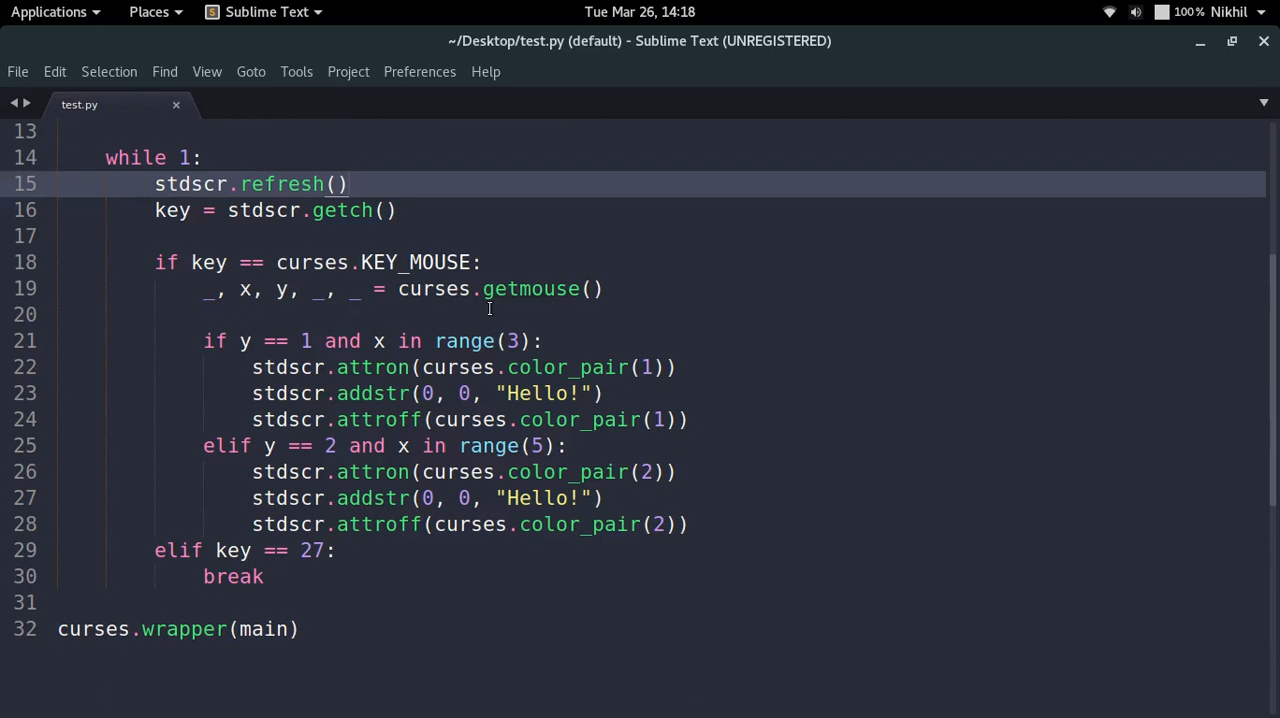 Applications Places Sublime Text Tue Mar 26, 14:18 100% Nikhil
~/Desktop/test.py (default) - Sublime Text (UNREGISTERED)
File Edit Selection Find View Goto Tools Project Preferences Help
test.py
13
14 while 1:
15 stdscr.refresh()
16 key = stdscr.getch()
17
18 if key == curses.KEY_MOUSE:
19 _, x, y, _, _ = curses.getmouse()
20
21 if y == 1 and x in range(3):
22 stdscr.attron(curses.color_pair(1))
23 stdscr.addstr(0, 0, "Hello!")
24 stdscr.attroff(curses.color_pair(1))
25 elif y == 2 and x in range(5):
26 stdscr.attron(curses.color_pair(2))
27 stdscr.addstr(0, 0, "Hello!")
28 stdscr.attroff(curses.color_pair(2))
29 elif key == 27:
30 break
31
32 curses.wrapper(main)